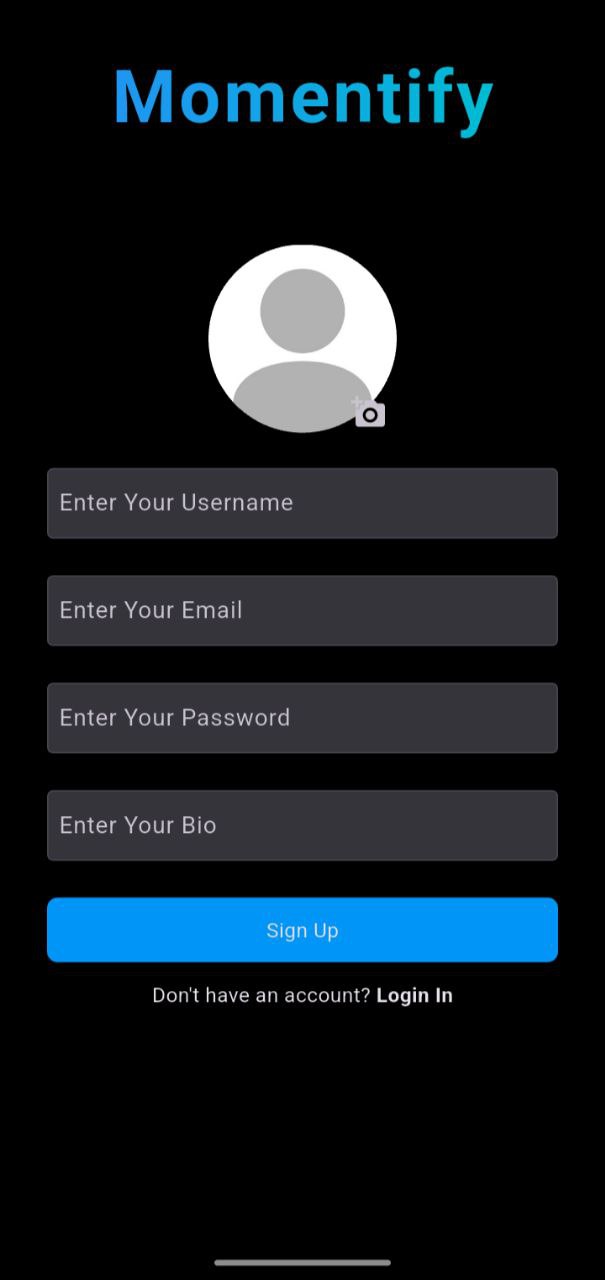 Momentify
Enter Your Username
Enter Your Email
Enter Your Password
Enter Your Bio
Sign Up
Don't have an account? Login In